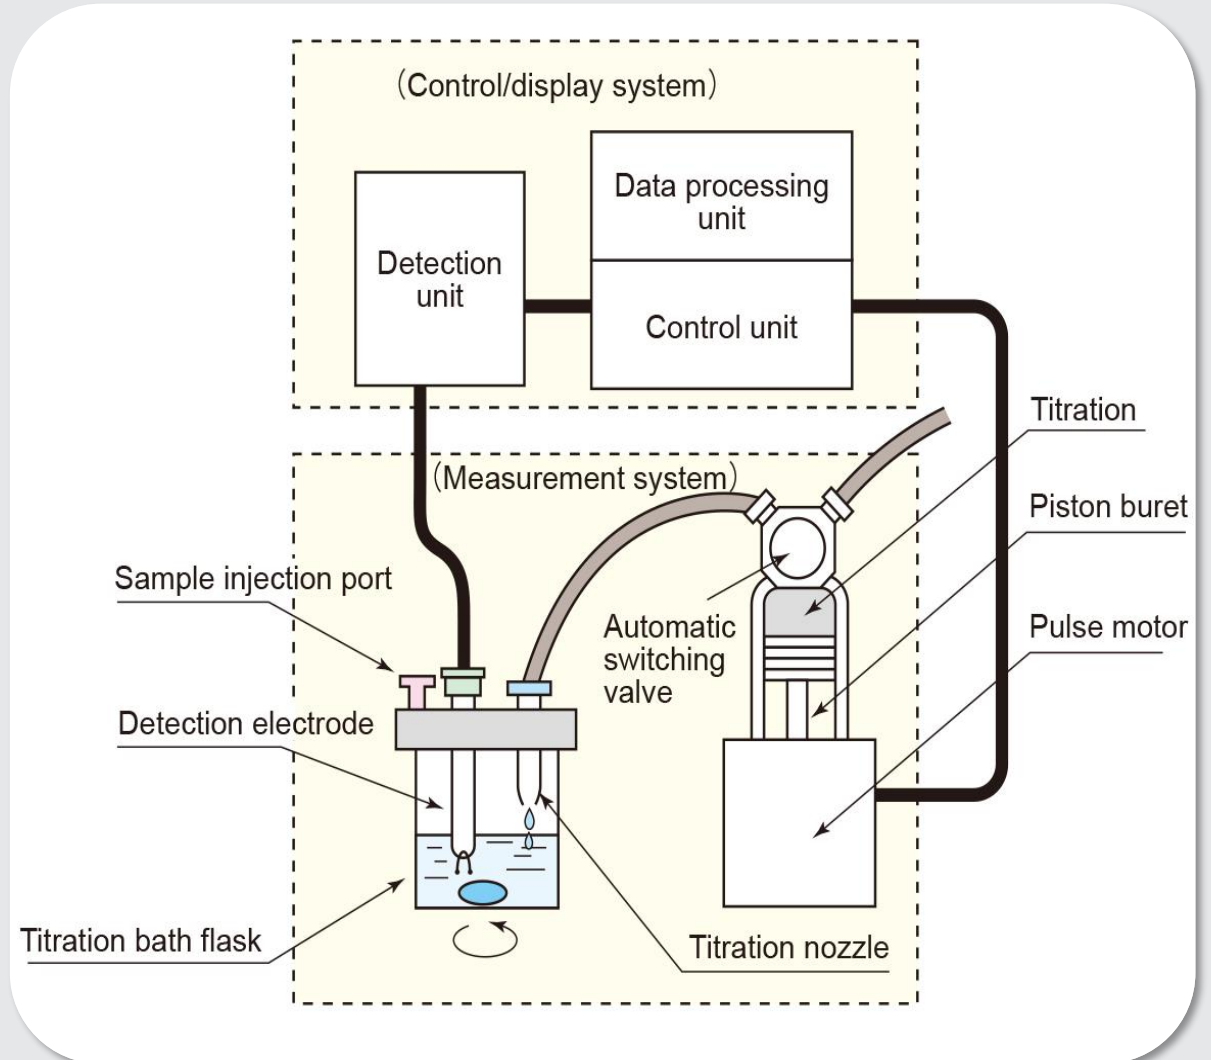 (Control/display system)
Data processing
unit
Detection
unit
Control unit
Titration
(Measurement system)
Piston buret
Sample injection port
Automatic
switching
valve
Pulse motor
Detection electrode
Titration bath flask
Titration nozzle